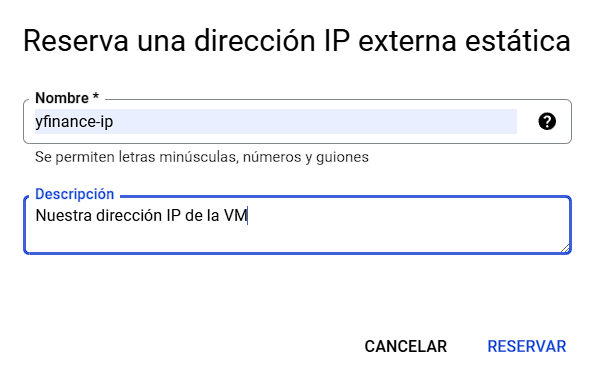 Reserva una dirección IP externa estática
Nombre *
yfinance-ip
Se permiten letras minúsculas, números y guiones
Descripción
Nuestra dirección IP de la VM
CANCELAR RESERVAR